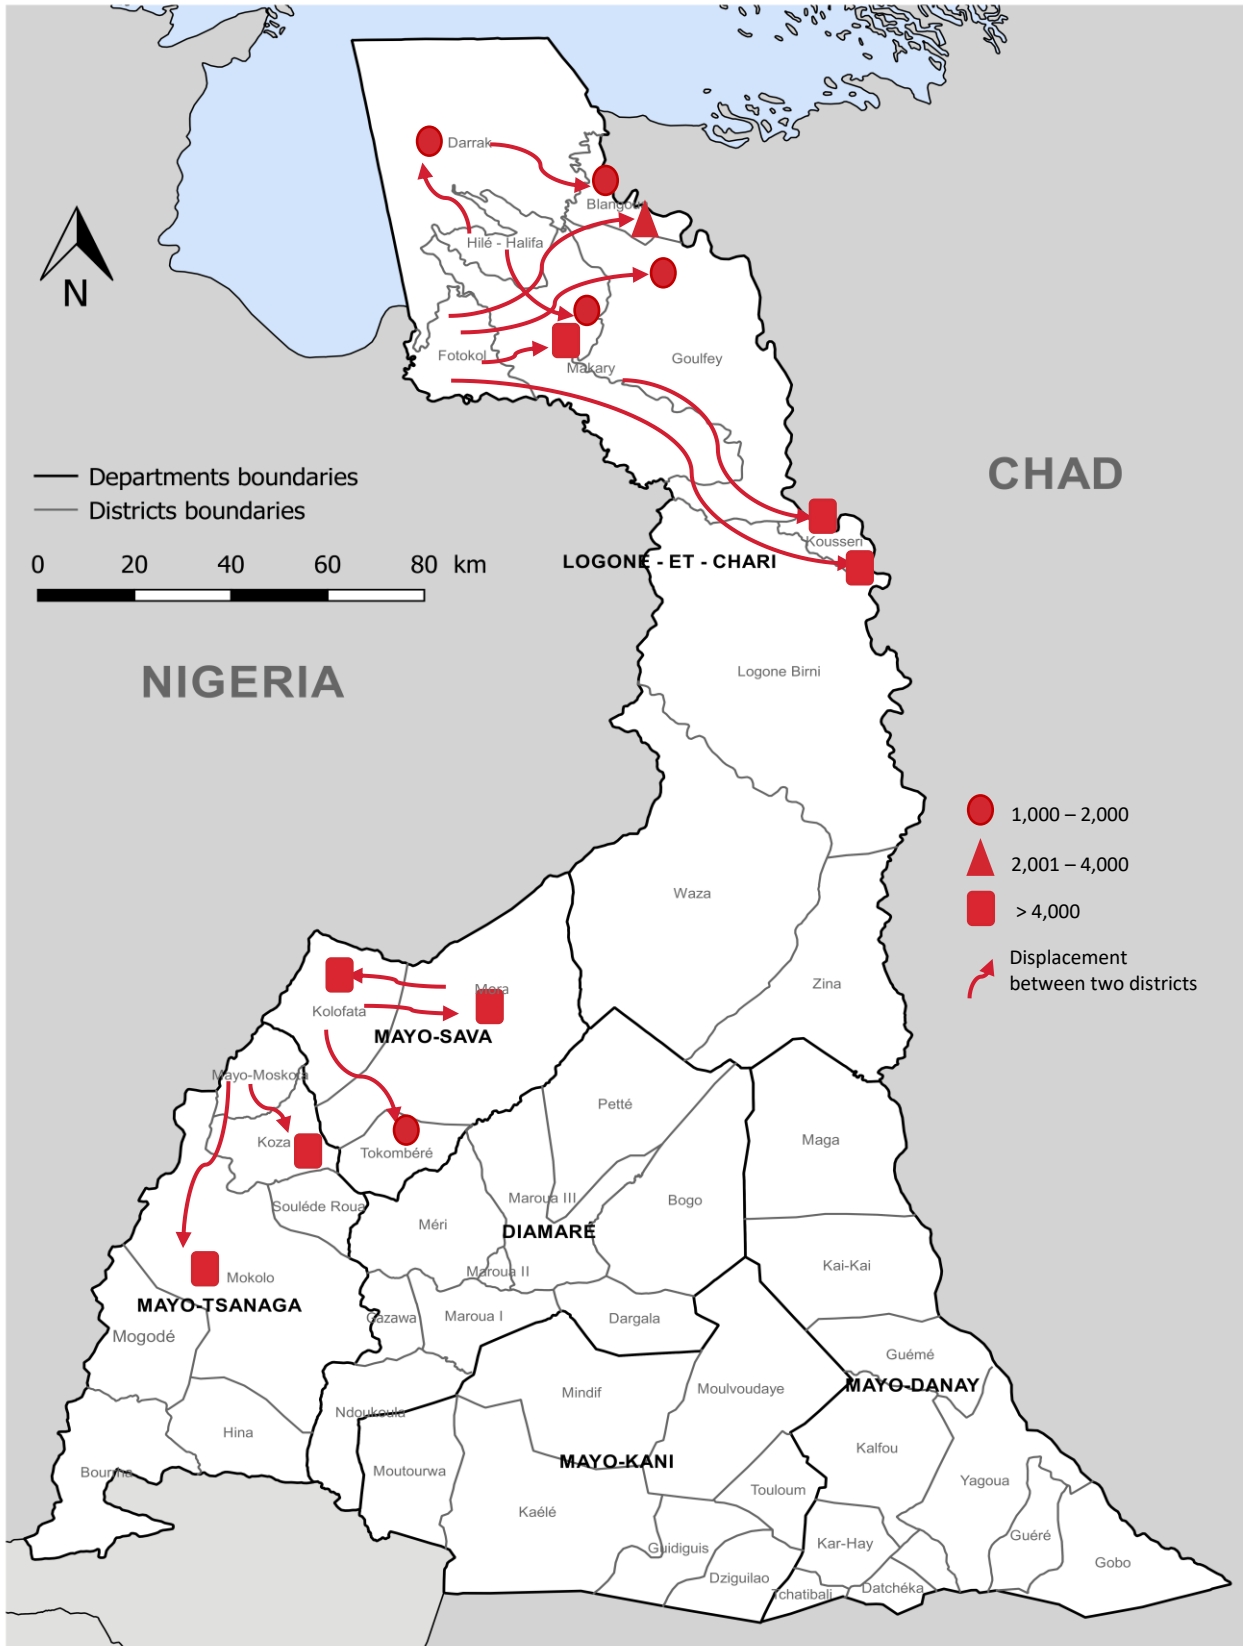 Darrak
Blangoua
Hilé - Halifa
N
Fotokol
Makary
Goulfey
Departments boundaries
Districts boundaries
CHAD
0 20 40 60 80 km
Kousseri
LOGONE - ET - CHARI
NIGERIA
Logone Birni
1,000 – 2,000
2,001 – 4,000
> 4,000
Displacement
between two districts
Waza
Zina
Mora
Kolofata
MAYO-SAVA
Mayo-Moskota
Petté
Koza
Tokombéré
Maga
Souléde Roua
Maroua III
Bogo
Méri
DIAMARÉ
Maroua II
Kai-Kai
Mokolo
MAYO-TSANAGA
Gazawa
Maroua I
Dargala
Mogodé
Guémé
MAYO-DANAY
Mindif
Moulvoudaye
Ndoukoula
Hina
Kalfou
MAYO-KANI
Bourrha
Moutourwa
Yagoua
Touloum
Kaélé
Guéré
Kar-Hay
Guidiguis
Gobo
Dziguilao
Datchéka
Tchatibali